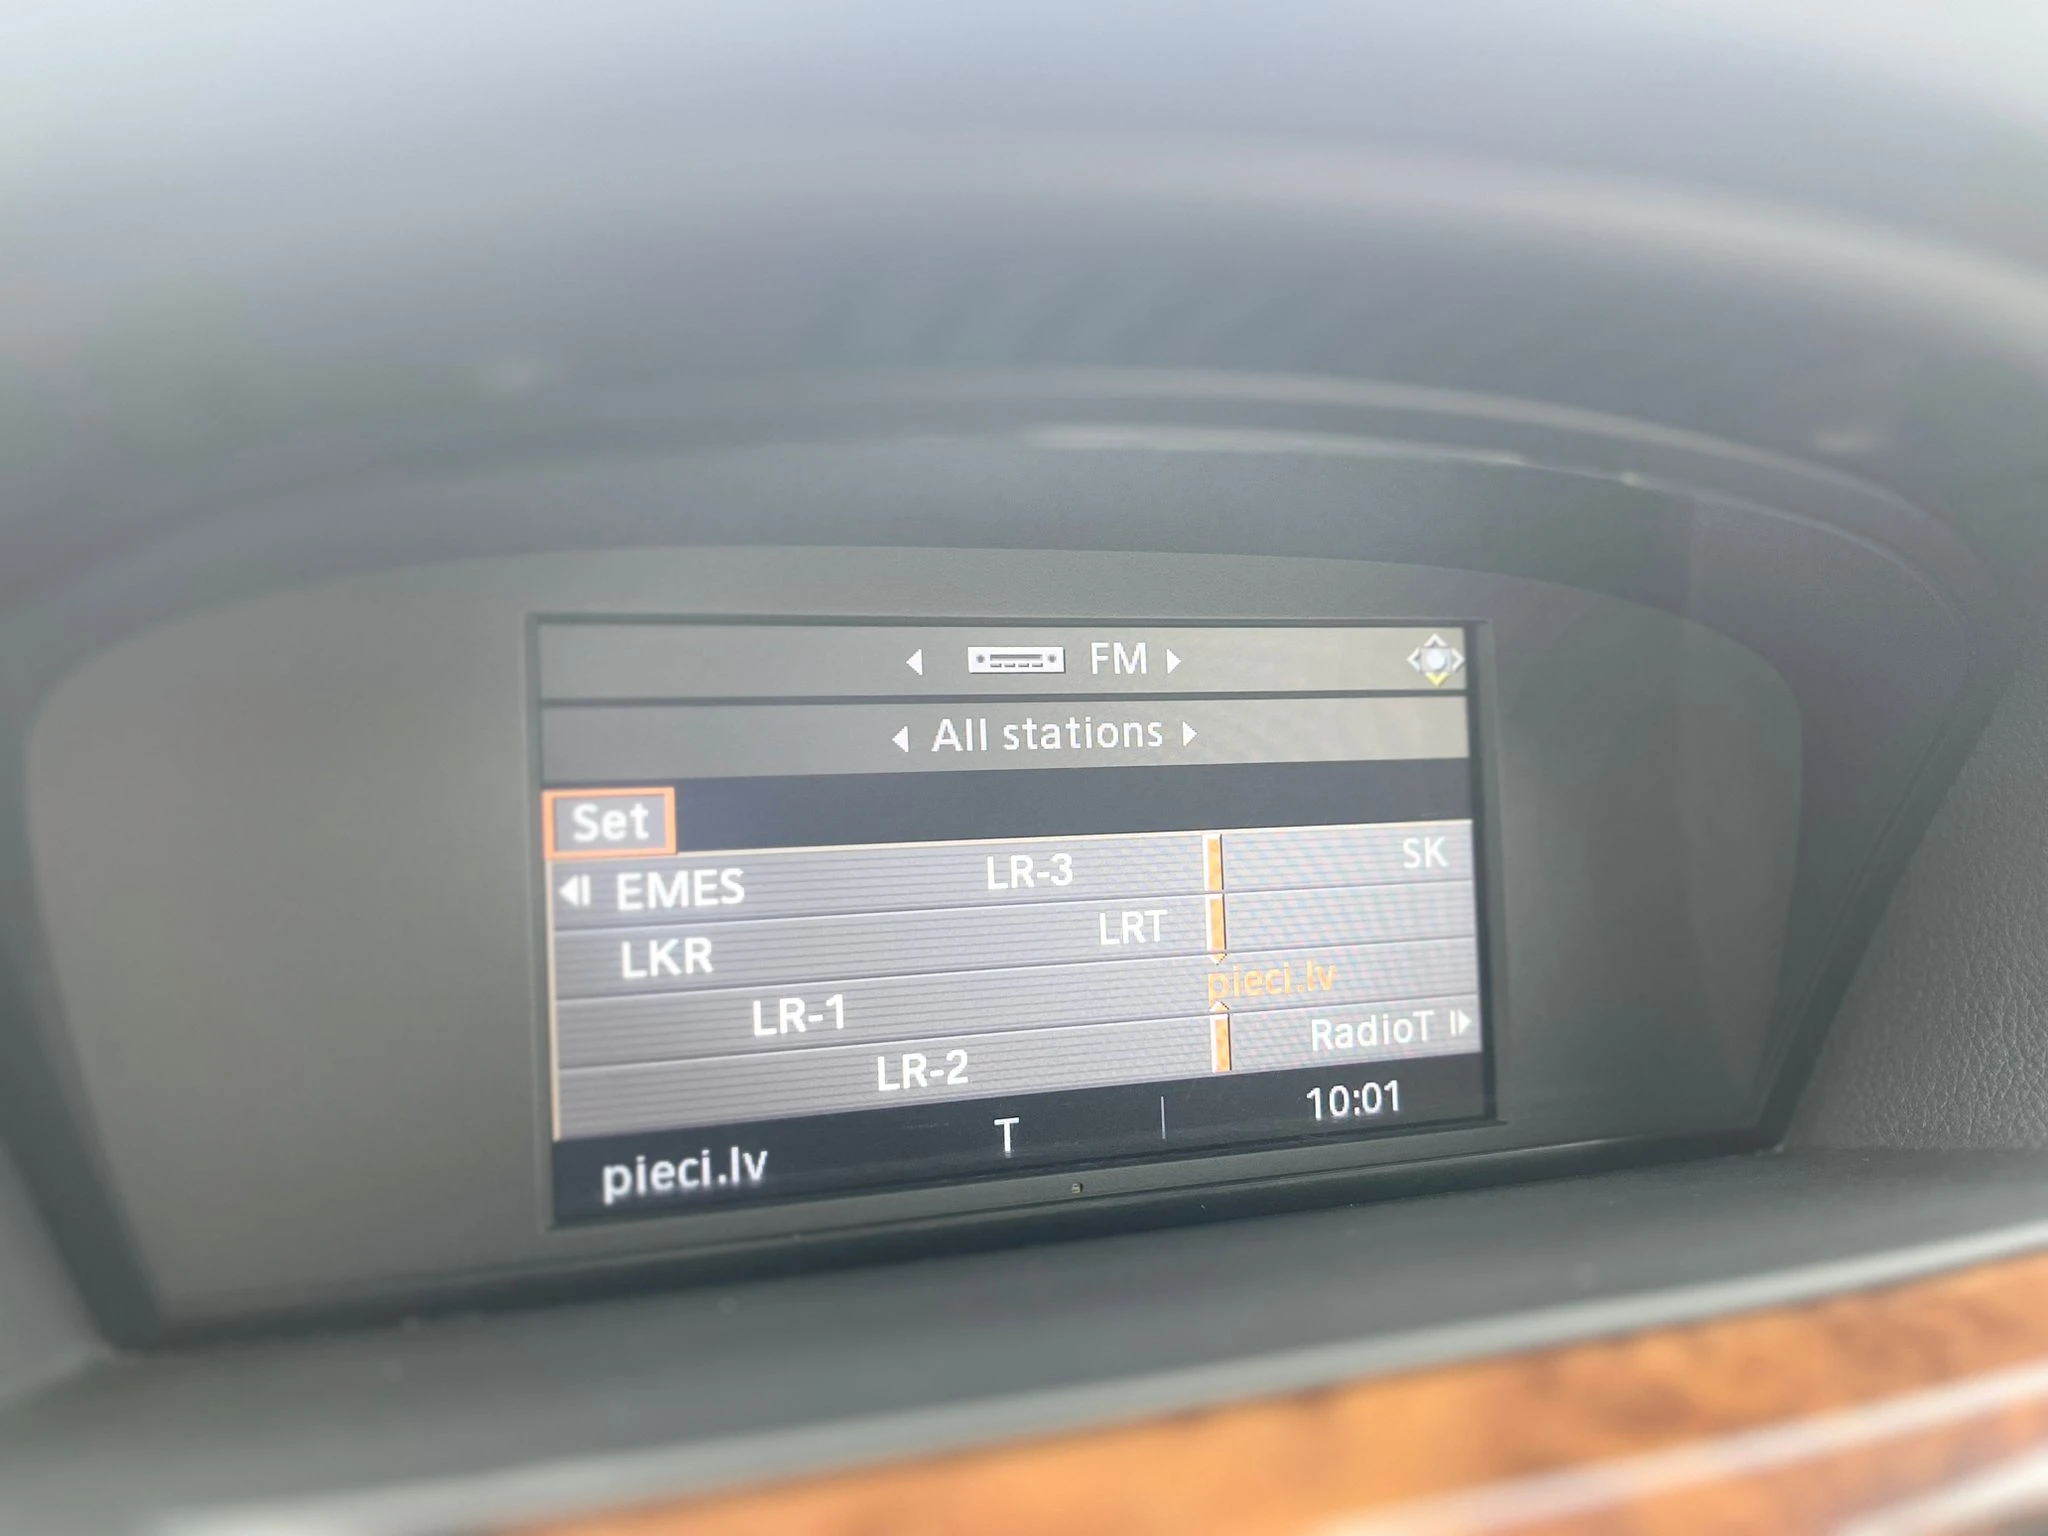 FM
All stations
Set
EMES LR-3 SK
LKR LRT
LR-1 pieci.lv
LR-2 RadioT
pieci.lv T 10:01